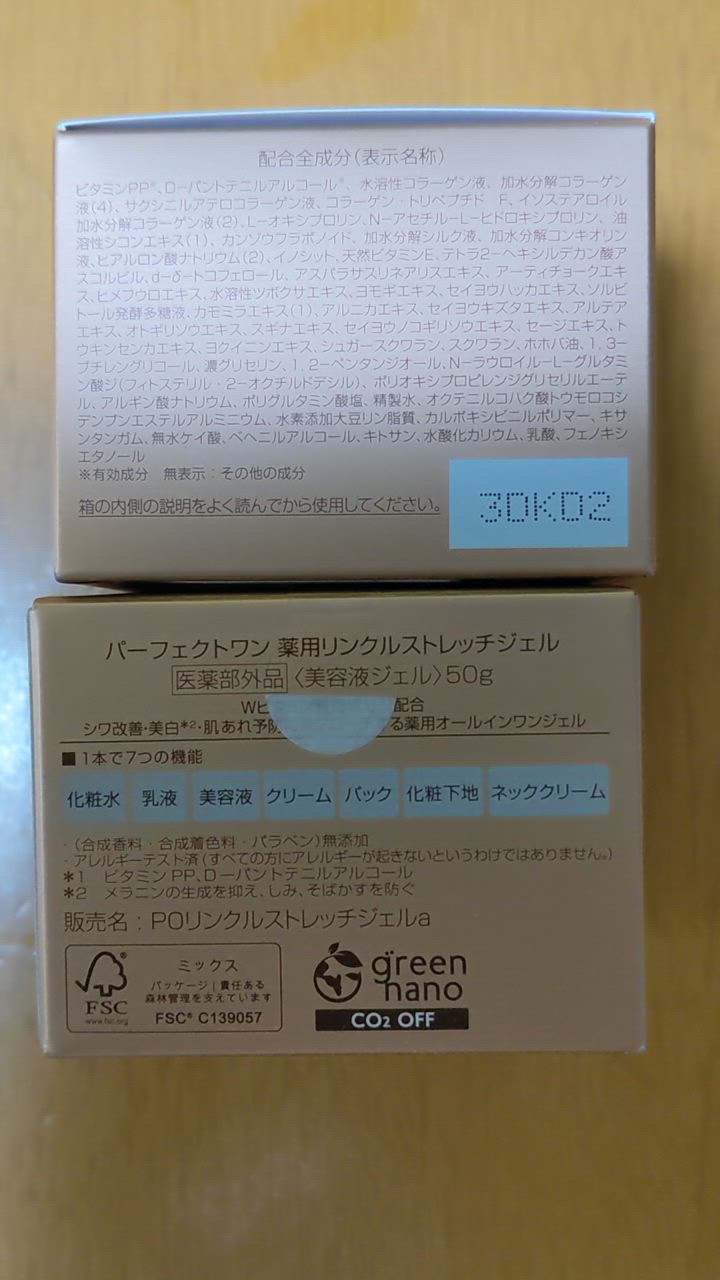 配合全成分(表示名称)
ビタミンPP※、D-パントテニルアルコール※、水溶性コラーゲン液、加水分解コラーゲン
液(4)、サクシニルアテロコラーゲン液、コラーゲン・トリペプチド F、イソステアロイル
加水分解コラーゲン液(2)、L-オキシプロリン、N-アセチル-L-ヒドロキシプロリン、油
溶性シコンエキス(1)、カンゾウフラボノイド、加水分解シルク液、加水分解コンキオリン
液、ヒアルロン酸ナトリウム(2)、イノシット、天然ビタミンE、テトラ2-ヘキシルデカン酸ア
スコルビル、d-δ-トコフェロール、アスパラサスリネアリスエキス、アーティチョークエキ
ス、ヒメフウロエキス、水溶性ツボクサエキス、ヨモギエキス、セイヨウハッカエキス、ソルビ
トール発酵多糖液、カモミラエキス(1)、アルニカエキス、セイヨウキズタエキス、アルテア
エキス、オトギリソウエキス、スギナエキス、セイヨウノコギリソウエキス、セージエキス、ト
ウキンセンカエキス、ヨクイニンエキス、シュガースクワラン、スクワラン、ホホバ油、1,3-
ブチレングリコール、濃グリセリン、1,2-ペンタンジオール、N-ラウロイル-L-グルタミ
ン酸ジ(フィトステリル・2-オクチルドデシル)、ポリオキシプロピレンジグリセリルエーテ
ル、アルギン酸ナトリウム、ポリグルタミン酸塩、精製水、オクテニルコハク酸トウモロコシ
デンプンエステルアルミニウム、水素添加大豆リン脂質、カルボキシビニルポリマー、キサ
ンタンガム、無水ケイ酸、ベヘニルアルコール、キトサン、水酸化カリウム、乳酸、フェノキシ
エタノール
※有効成分 無表示:その他の成分
箱の内側の説明をよく読んでから使用してください。
3DKD2
パーフェクトワン 薬用リンクルストレッチジェル
医薬部外品〈美容液ジェル〉50g
配合
シワ改善・美白*2・肌あれ予防 る薬用オールインワンジェル
■1本で7つの機能
化粧水 乳液 美容液 クリーム パック 化粧下地 ネッククリーム
・(合成香料・合成着色料・パラベン)無添加
・アレルギーテスト済(すべての方にアレルギーが起きないというわけではありません。)
*1 ビタミンPP、D-パントテニルアルコール
*2 メラニンの生成を抑え、しみ、そばかすを防ぐ
販売名:POリンクルストレッチジェルa
FSC
www.fsc.org
ミックス
パッケージ|責任ある
森林管理を支えています
FSC® C139057
green
nano
CO2 OFF